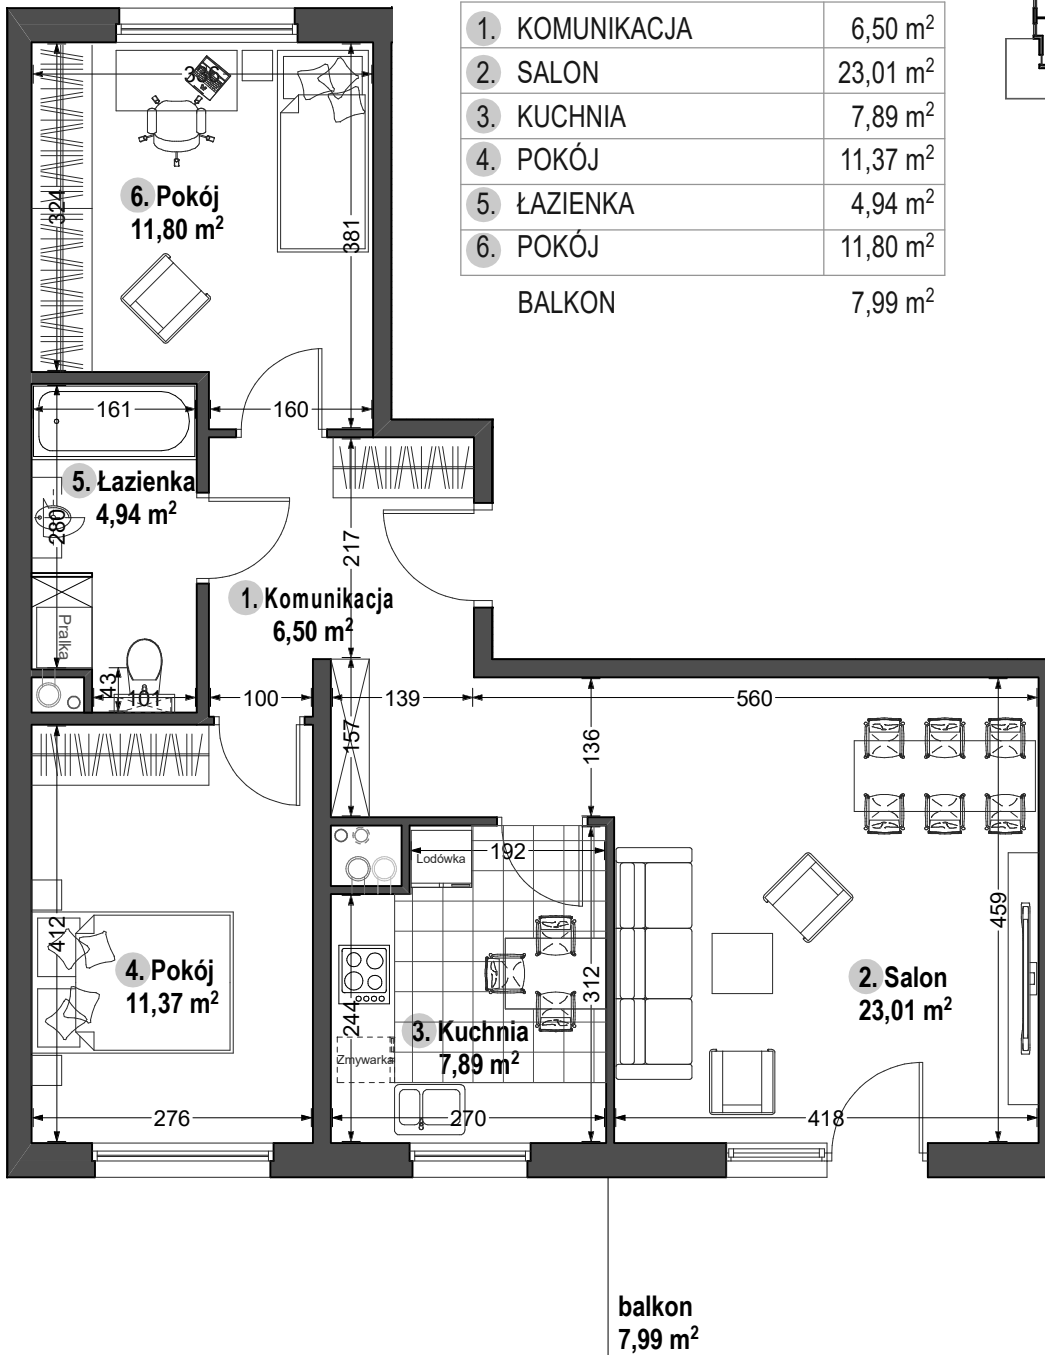 1. KOMUNIKACJA 6,50 m²
2. SALON 23,01 m²
3. KUCHNIA 7,89 m²
4. POKÓJ 11,37 m²
5. ŁAZIENKA 4,94 m²
6. POKÓJ 11,80 m²
BALKON 7,99 m²
6. Pokój
11,80 m²
324
381
161
160
5. Łazienka
4,94 m²
280
217
1. Komunikacja
6,50 m²
Pralka
43
101
100
139
560
157
136
192
Lodówka
412
459
4. Pokój
11,37 m²
2. Salon
23,01 m²
244
312
3. Kuchnia
7,89 m²
Zmywarka
276
270
418
balkon
7,99 m²